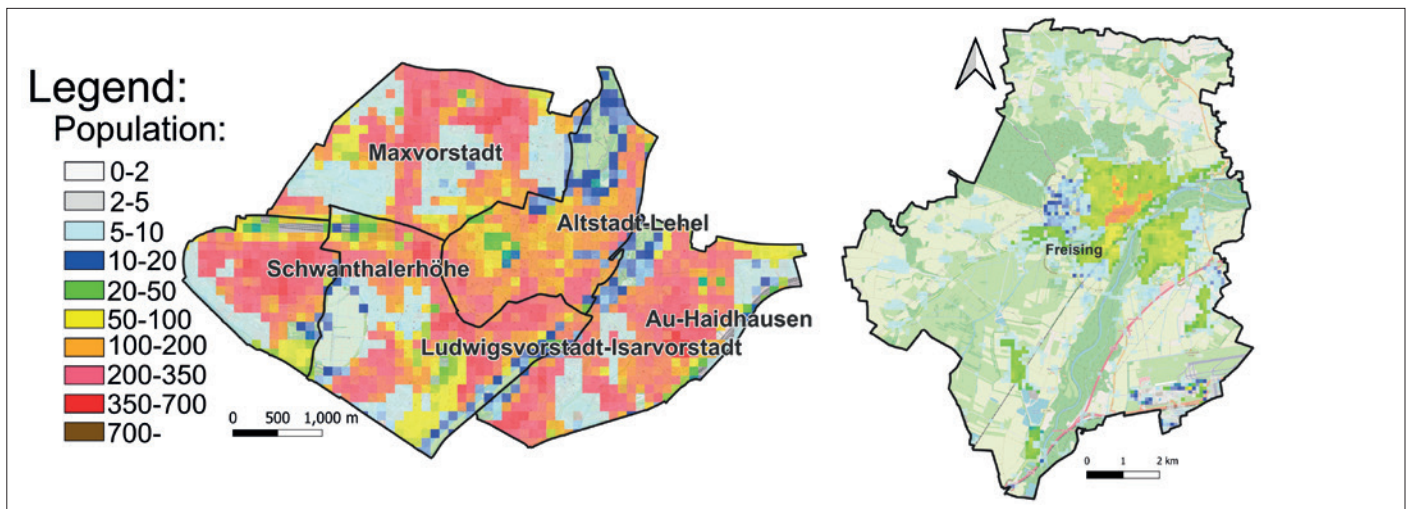 Legend:
Population:
0-2
2-5
5-10
10-20
20-50
50-100
100-200
200-350
350-700
700-
0 500 1,000 m
Maxvorstadt
Altstadt-Lehel
Schwanthalerhöhe
Au-Haidhausen
Ludwigsvorstadt-Isarvorstadt
Freising
0 1 2 km